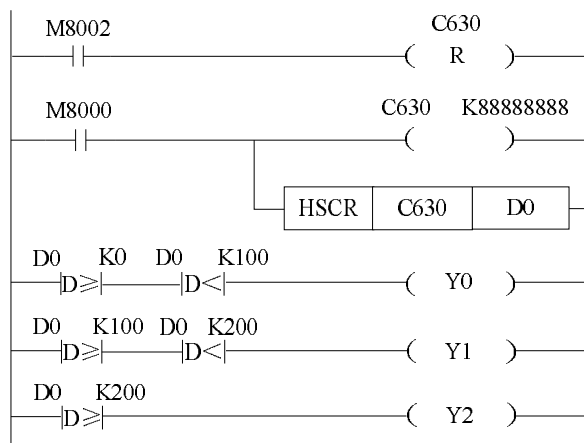 M8002 C630
R
M8000 C630 K88888888
HSCR C630 D0
D0 K0 D0 K100
D≥ D< Y0
D0 K100 D0 K200
D≥ D< Y1
D0 K200
D≥ Y2